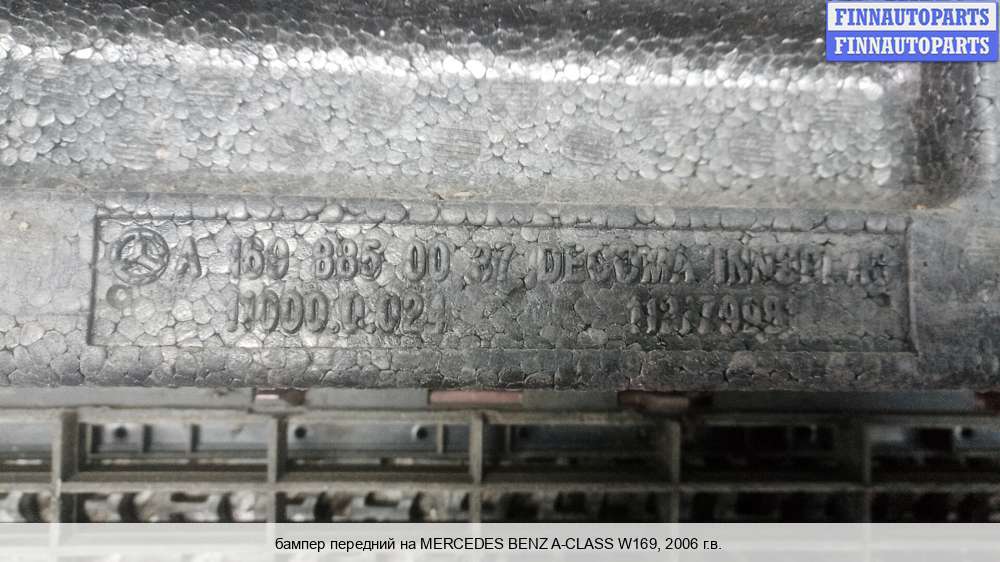 FINNAUTOPARTS
FINNAUTOPARTS
A 169 885 00 37 DECOMA
11000.0.024
бампер передний на MERCEDES BENZ A-CLASS W169, 2006 г.в.